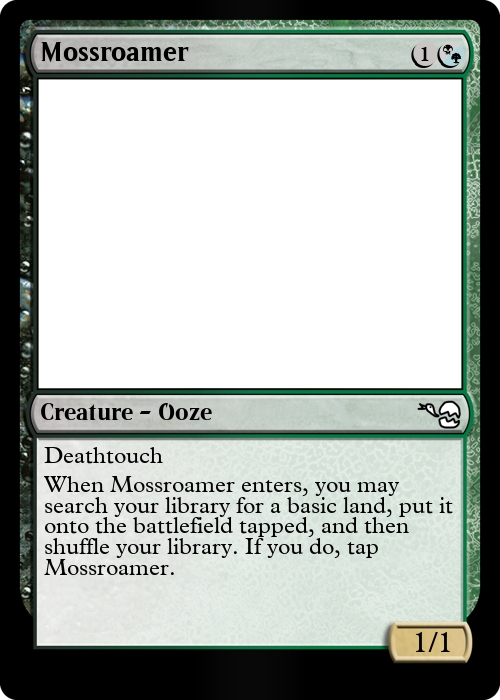 Mossroamer 1
Creature – Ooze
Deathtouch
When Mossroamer enters, you may
search your library for a basic land, put it
onto the battlefield tapped, and then
shuffle your library. If you do, tap
Mossroamer.
1/1